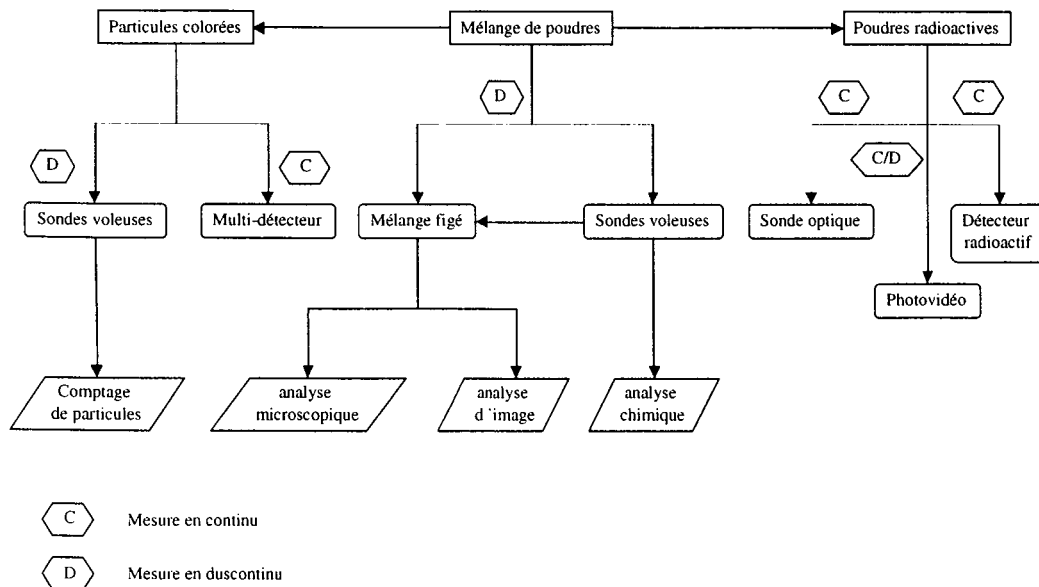 Particules colorées
Mélange de poudres
Poudres radioactives
D
C
C
D
C
C/D
Sondes voleuses
Multi-détecteur
Mélange figé
Sondes voleuses
Sonde optique
Détecteur
radioactif
Photovidéo
Comptage
de particules
analyse
microscopique
analyse
d 'image
analyse
chimique
C
Mesure en continu
D
Mesure en duscontinu